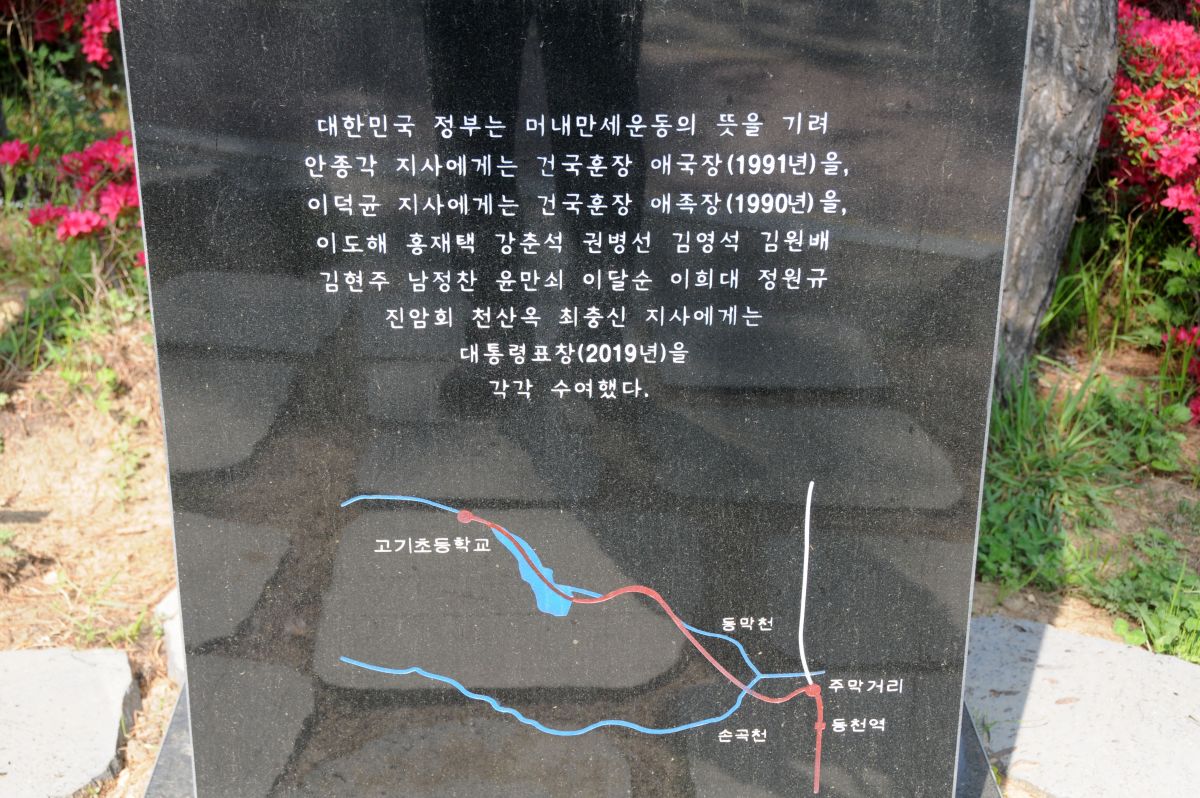 대한민국 정부는 머내만세운동의 뜻을 기려
안종각 지사에게는 건국훈장 애국장(1991년)을,
이덕균 지사에게는 건국훈장 애족장(1990년)을,
이도해 홍재택 강춘석 권병선 김영석 김원배
김현주 남정찬 윤만쇠 이달순 이희대 정원규
진암회 천산옥 최충신 지사에게는
대통령표창(2019년)을
각각 수여했다.
고기초등학교
동막천
주막거리
동천역
손곡천